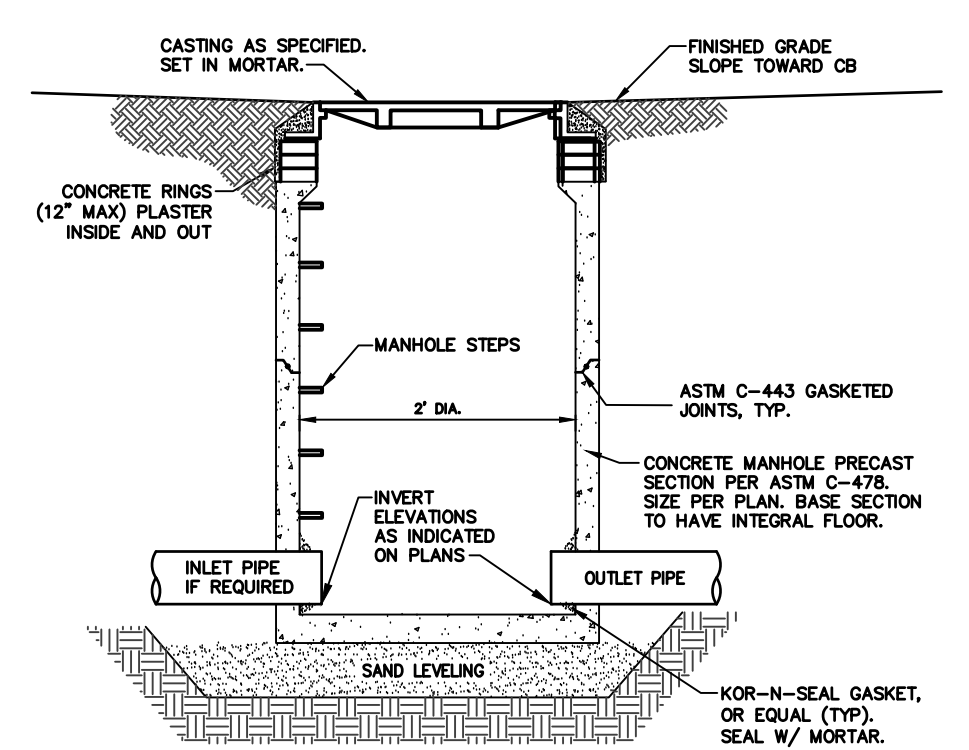 CASTING AS SPECIFIED.
SET IN MORTAR.
FINISHED GRADE
SLOPE TOWARD CB
CONCRETE RINGS
(12" MAX) PLASTER
INSIDE AND OUT
MANHOLE STEPS
2' DIA.
ASTM C-443 GASKETED
JOINTS, TYP.
CONCRETE MANHOLE PRECAST
SECTION PER ASTM C-478.
SIZE PER PLAN. BASE SECTION
TO HAVE INTEGRAL FLOOR.
INVERT
ELEVATIONS
AS INDICATED
ON PLANS
INLET PIPE
IF REQUIRED
OUTLET PIPE
SAND LEVELING
KOR-N-SEAL GASKET,
OR EQUAL (TYP).
SEAL W/ MORTAR.